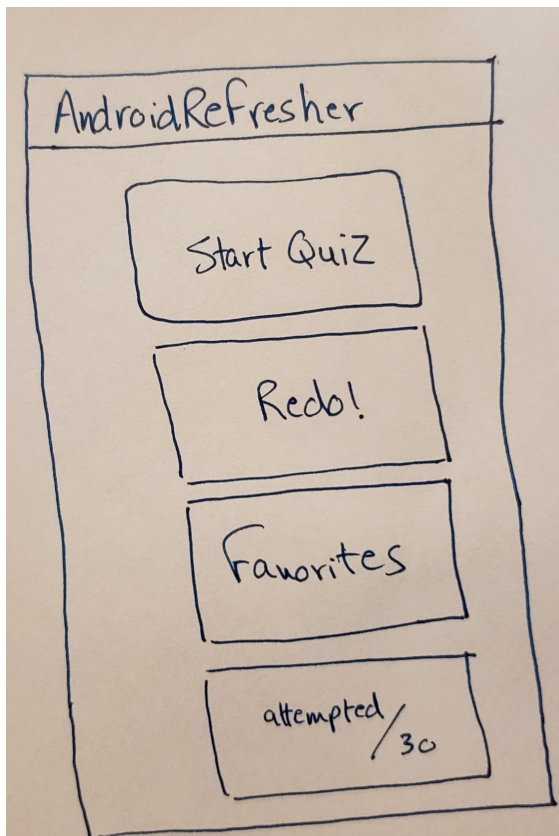 AndroidRefresher
Start Quiz
Redo!
Favorites
attempted/30